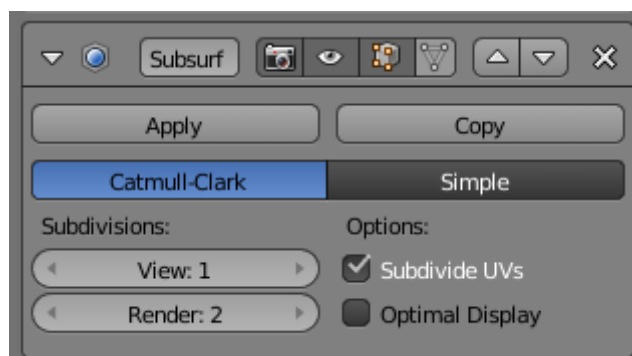 Subsurf
Apply Copy
Catmull-Clark Simple
Subdivisions: Options:
View: 1 Subdivide UVs
Render: 2 Optimal Display